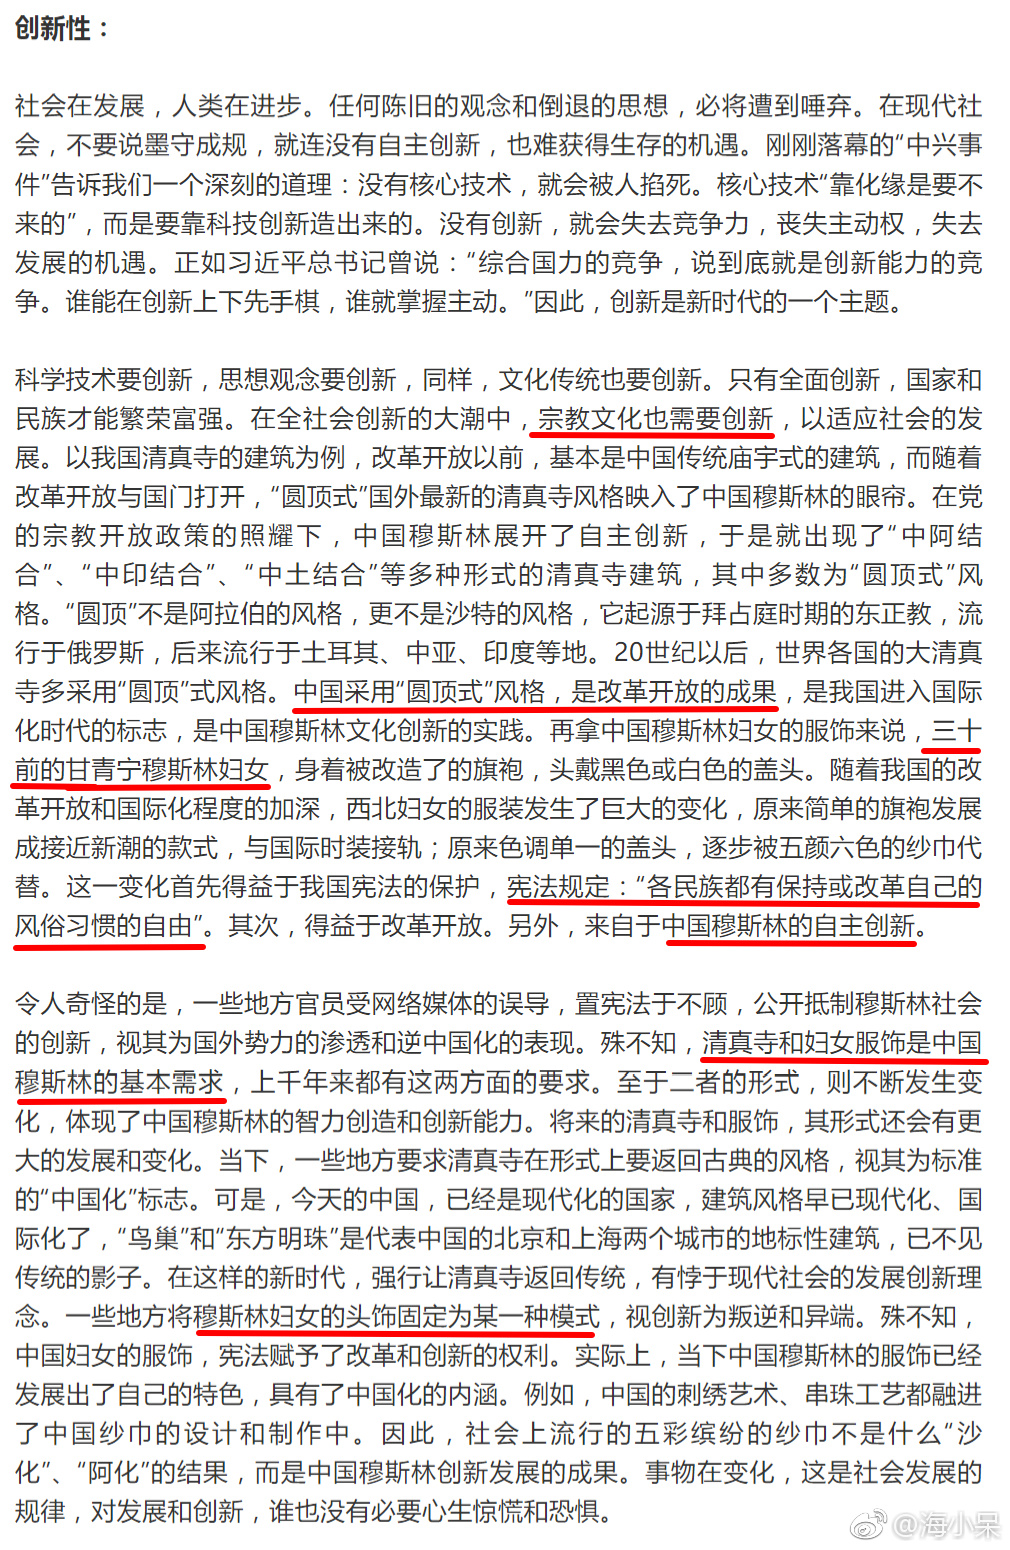 创新性：
社会在发展，人类在进步。任何陈旧的观念和倒退的思想，必将遭到唾弃。在现代社
会，不要说墨守成规，就连没有自主创新，也难获得生存的机遇。刚刚落幕的“中兴事
件”告诉我们一个深刻的道理：没有核心技术，就会被人掐死。核心技术“靠化缘是要不
来的”，而是要靠科技创新造出来的。没有创新，就会失去竞争力，丧失主动权，失去
发展的机遇。正如习近平总书记曾说：“综合国力的竞争，说到底就是创新能力的竞
争。谁能在创新上下先手棋，谁就掌握主动。”因此，创新是新时代的一个主题。
科学技术要创新，思想观念要创新，同样，文化传统也要创新。只有全面创新，国家和
民族才能繁荣富强。在全社会创新的大潮中，宗教文化也需要创新，以适应社会的发
展。以我国清真寺的建筑为例，改革开放以前，基本是中国传统庙宇式的建筑，而随着
改革开放与国门打开，“圆顶式”国外最新的清真寺风格映入了中国穆斯林的眼帘。在党
的宗教开放政策的照耀下，中国穆斯林展开了自主创新，于是就出现了“中阿结
合”、“中印结合”、“中土结合”等多种形式的清真寺建筑，其中多数为“圆顶式”风
格。“圆顶”不是阿拉伯的风格，更不是沙特的风格，它起源于拜占庭时期的东正教，流
行于俄罗斯，后来流行于土耳其、中亚、印度等地。20世纪以后，世界各国的大清真
寺多采用“圆顶”式风格。中国采用“圆顶式”风格，是改革开放的成果，是我国进入国际
化时代的标志，是中国穆斯林文化创新的实践。再拿中国穆斯林妇女的服饰来说，三十
前的甘青宁穆斯林妇女，身着被改造了的旗袍，头戴黑色或白色的盖头。随着我国的改
革开放和国际化程度的加深，西北妇女的服装发生了巨大的变化，原来简单的旗袍发展
成接近新潮的款式，与国际时装接轨；原来色调单一的盖头，逐步被五颜六色的纱巾代
替。这一变化首先得益于我国宪法的保护，宪法规定：“各民族都有保持或改革自己的
风俗习惯的自由”。其次，得益于改革开放。另外，来自于中国穆斯林的自主创新。
令人奇怪的是，一些地方官员受网络媒体的误导，置宪法于不顾，公开抵制穆斯林社会
的创新，视其为国外势力的渗透和逆中国化的表现。殊不知，清真寺和妇女服饰是中国
穆斯林的基本需求，上千年来都有这两方面的要求。至于二者的形式，则不断发生变
化，体现了中国穆斯林的智力创造和创新能力。将来的清真寺和服饰，其形式还会有更
大的发展和变化。当下，一些地方要求清真寺在形式上要返回古典的风格，视其为标准
的“中国化”标志。可是，今天的中国，已经是现代化的国家，建筑风格早已现代化、国
际化了，“鸟巢”和“东方明珠”是代表中国的北京和上海两个城市的地标性建筑，已不见
传统的影子。在这样的新时代，强行让清真寺返回传统，有悖于现代社会的发展创新理
念。一些地方将穆斯林妇女的头饰固定为某一种模式，视创新为叛逆和异端。殊不知，
中国妇女的服饰，宪法赋予了改革和创新的权利。实际上，当下中国穆斯林的服饰已经
发展出了自己的特色，具有了中国化的内涵。例如，中国的刺绣艺术、串珠工艺都融进
了中国纱巾的设计和制作中。因此，社会上流行的五彩缤纷的纱巾不是什么“沙
化”、“阿化”的结果，而是中国穆斯林创新发展的成果。事物在变化，这是社会发展的
规律，对发展和创新，谁也没有必要心生惊慌和恐惧。
@海小呆